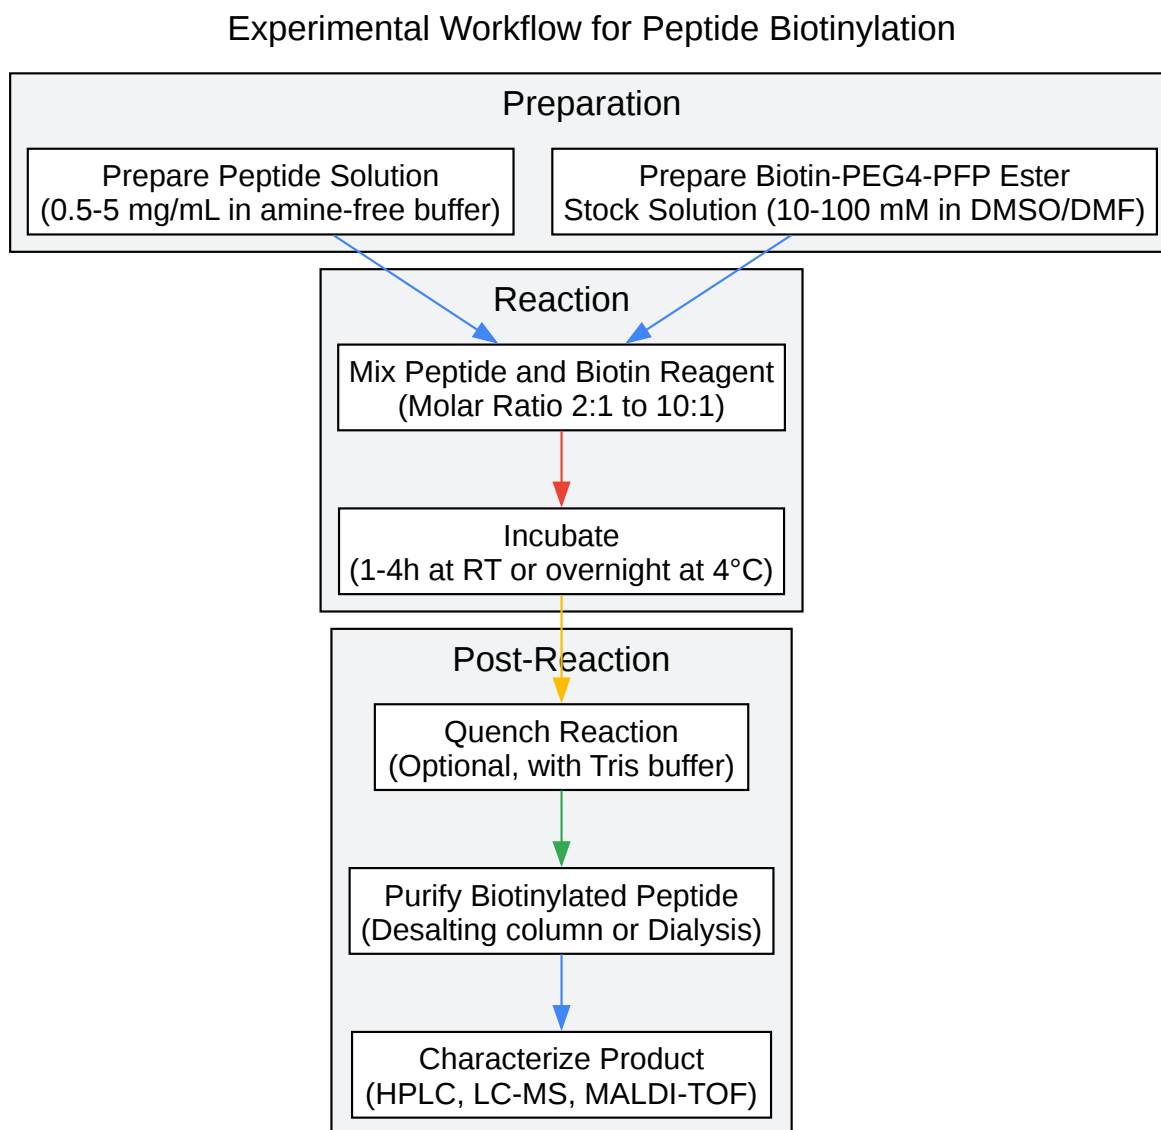 Experimental Workflow for Peptide Biotinylation
Preparation
Prepare Peptide Solution
(0.5-5 mg/mL in amine-free buffer)
Prepare Biotin-PEG4-PFP Ester
Stock Solution (10-100 mM in DMSO/DMF)
Reaction
Mix Peptide and Biotin Reagent
(Molar Ratio 2:1 to 10:1)
Incubate
(1-4h at RT or overnight at 4°C)
Post-Reaction
Quench Reaction
(Optional, with Tris buffer)
Purify Biotinylated Peptide
(Desalting column or Dialysis)
Characterize Product
(HPLC, LC-MS, MALDI-TOF)